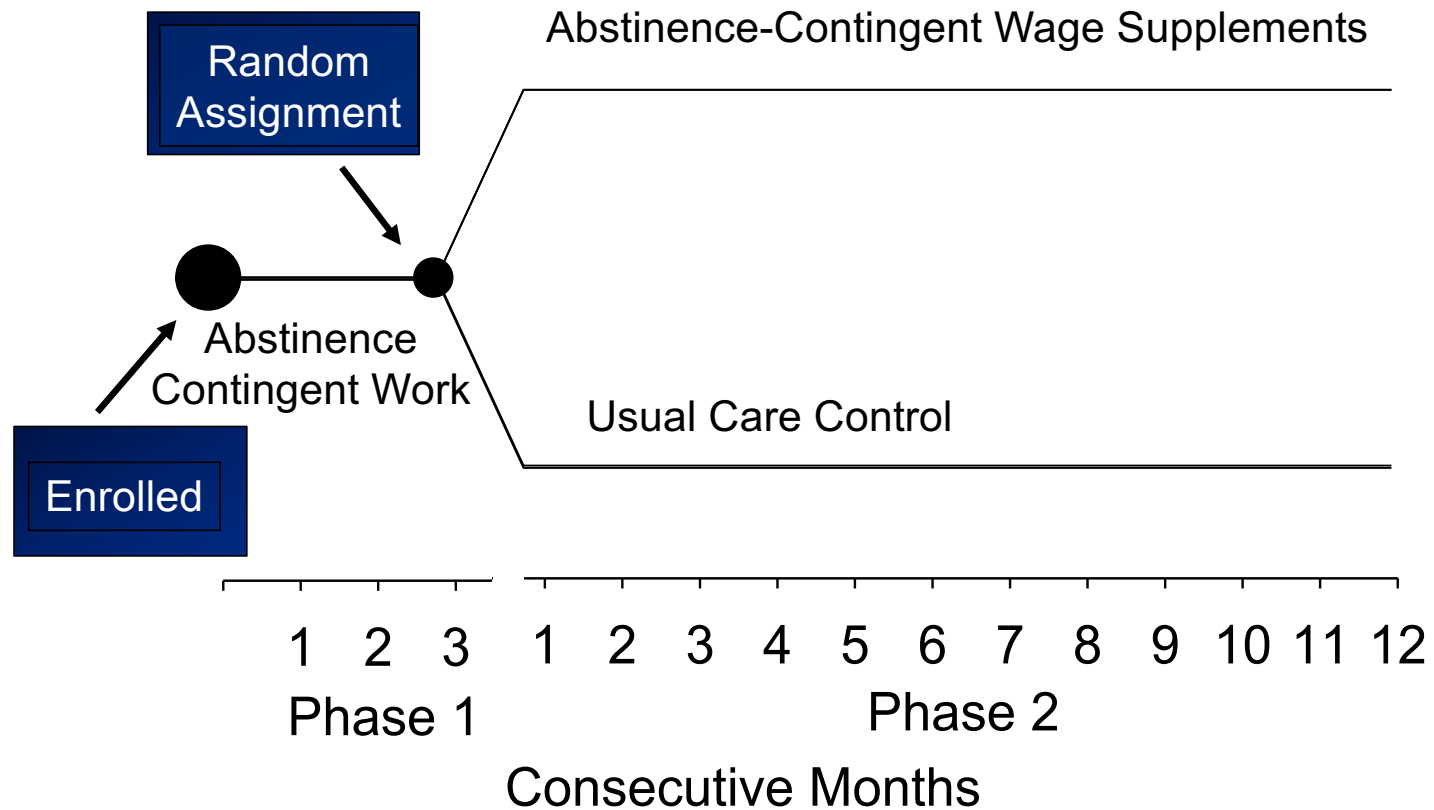 Abstinence-Contingent Wage Supplements
Random
Assignment
Abstinence
Contingent Work
Usual Care Control
Enrolled
1 2 3 1 2 3 4 5 6 7 8 9 10 11 12
Phase 1 Phase 2
Consecutive Months